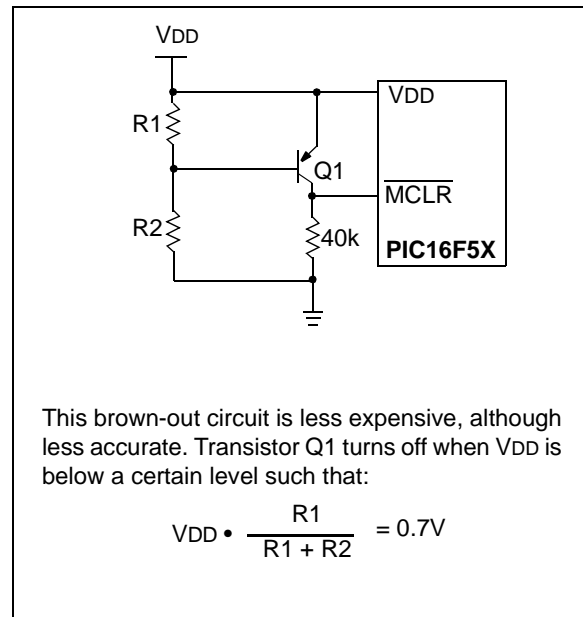 VDD
VDD
R1
Q1
MCLR
R2
40k
PIC16F5X
This brown-out circuit is less expensive, although
less accurate. Transistor Q1 turns off when VDD is
below a certain level such that:
VDD • R1 / R1 + R2 = 0.7V